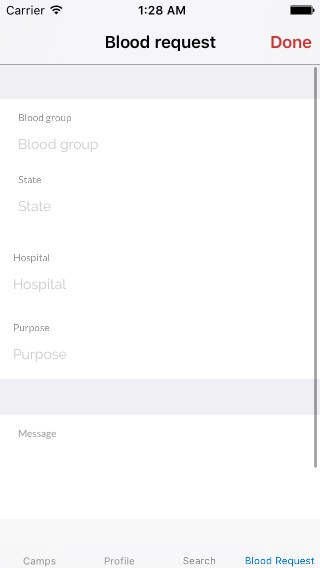 Carrier 1:28 AM
Blood request Done
Blood group
Blood group
State
State
Hospital
Hospital
Purpose
Purpose
Message
Camps Profile Search Blood Request